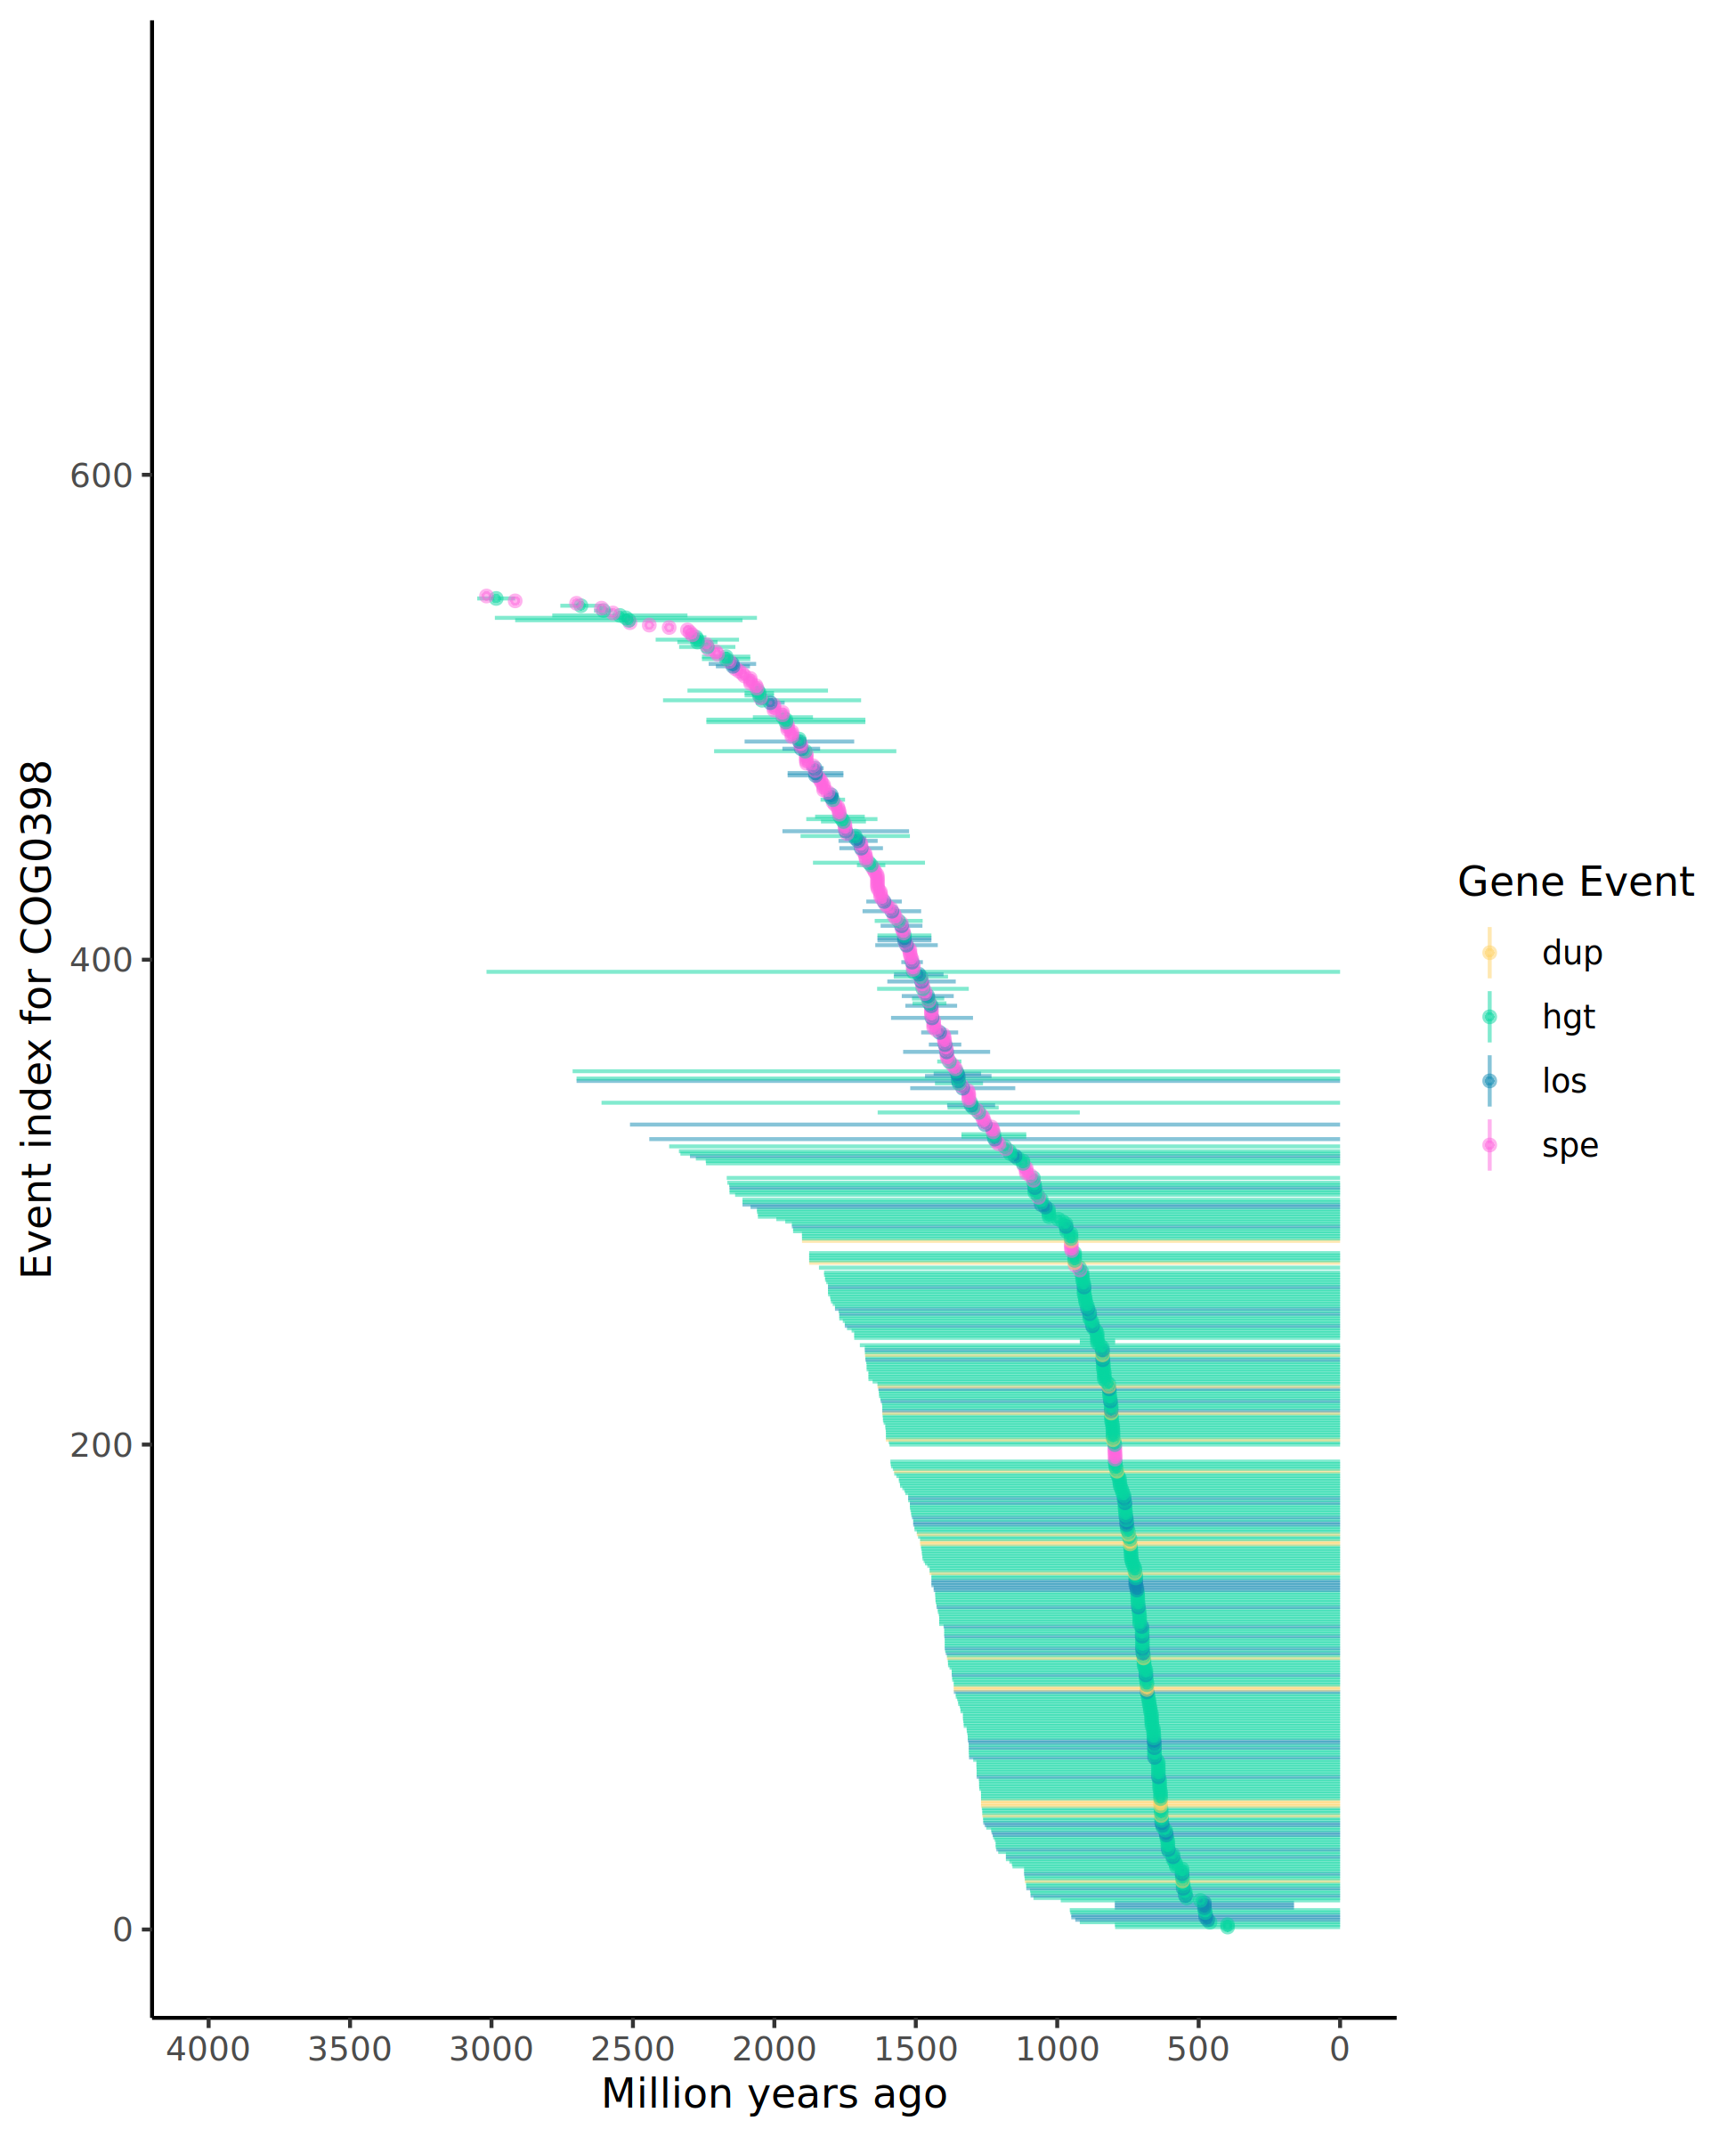 Event index for COG0398
600
400
200
0
4000 3500 3000 2500 2000 1500 1000 500 0
Million years ago
Gene Event
dup
hgt
los
spe